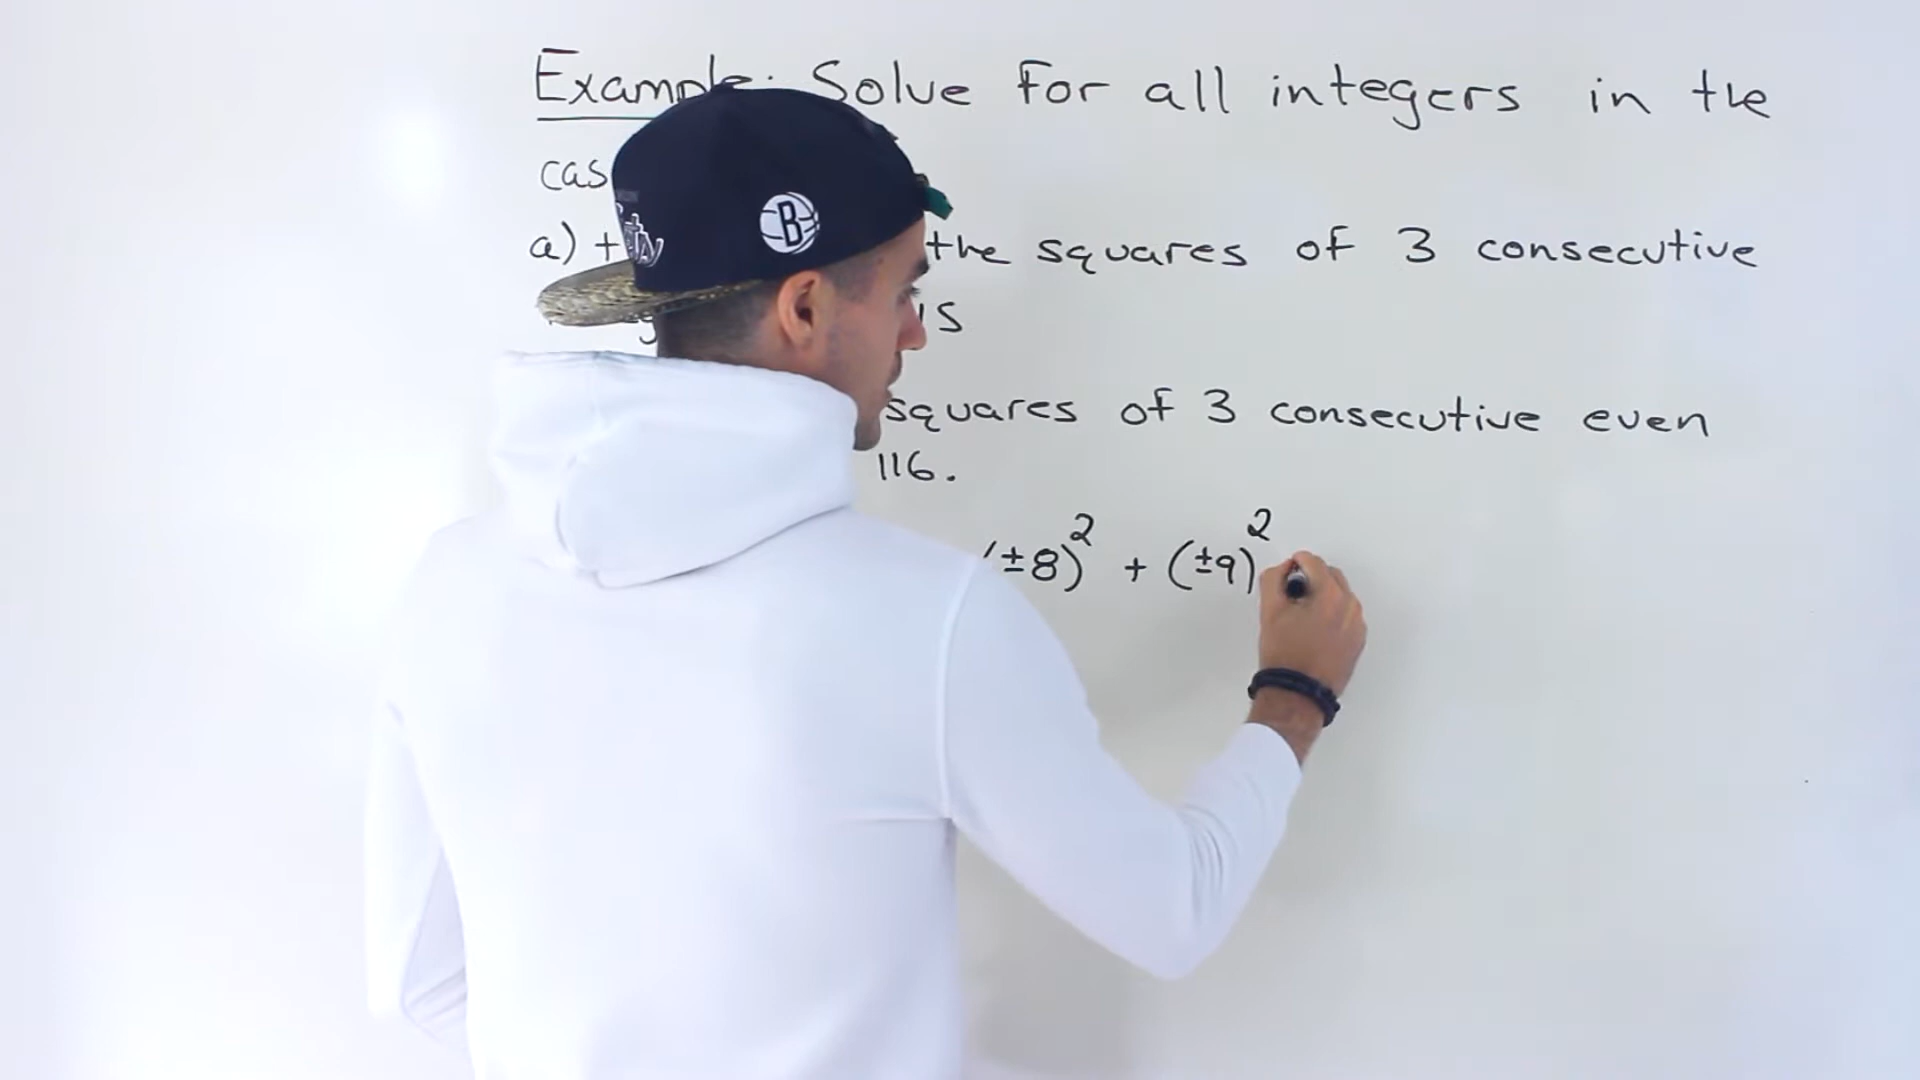 Example: Solve for all integers in the
cas
a) + the squares of 3 consecutive
is
squares of 3 consecutive even
116.
(±8)² + (±9)²
B